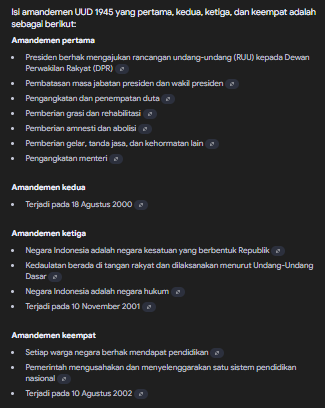 Isi amandemen UUD 1945 yang pertama, kedua, ketiga, dan keempat adalah
sebagai berikut:
Amandemen pertama
• Presiden berhak mengajukan rancangan undang-undang (RUU) kepada Dewan
Perwakilan Rakyat (DPR)
• Pembatasan masa jabatan presiden dan wakil presiden
• Pengangkatan dan penempatan duta
• Pemberian grasi dan rehabilitasi
• Pemberian amnesti dan abolisi
• Pemberian gelar, tanda jasa, dan kehormatan lain
• Pengangkatan menteri
Amandemen kedua
• Terjadi pada 18 Agustus 2000
Amandemen ketiga
• Negara Indonesia adalah negara kesatuan yang berbentuk Republik
• Kedaulatan berada di tangan rakyat dan dilaksanakan menurut Undang-Undang
Dasar
• Negara Indonesia adalah negara hukum
• Terjadi pada 10 November 2001
Amandemen keempat
• Setiap warga negara berhak mendapat pendidikan
• Pemerintah mengusahakan dan menyelenggarakan satu sistem pendidikan
nasional
• Terjadi pada 10 Agustus 2002